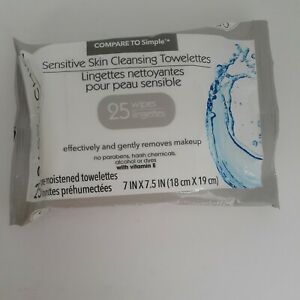 COMPARE TO Simple®*
Sensitive Skin Cleansing Towelettes
Lingettes nettoyantes
pour peau sensible
25 wipes
lingettes
effectively and gently removes makeup
no parabens, harsh chemicals,
alcohol or dyes
with vitamin E
moistened towelettes
préhumectées
7 IN X 7.5 IN (18 cm X 19 cm)